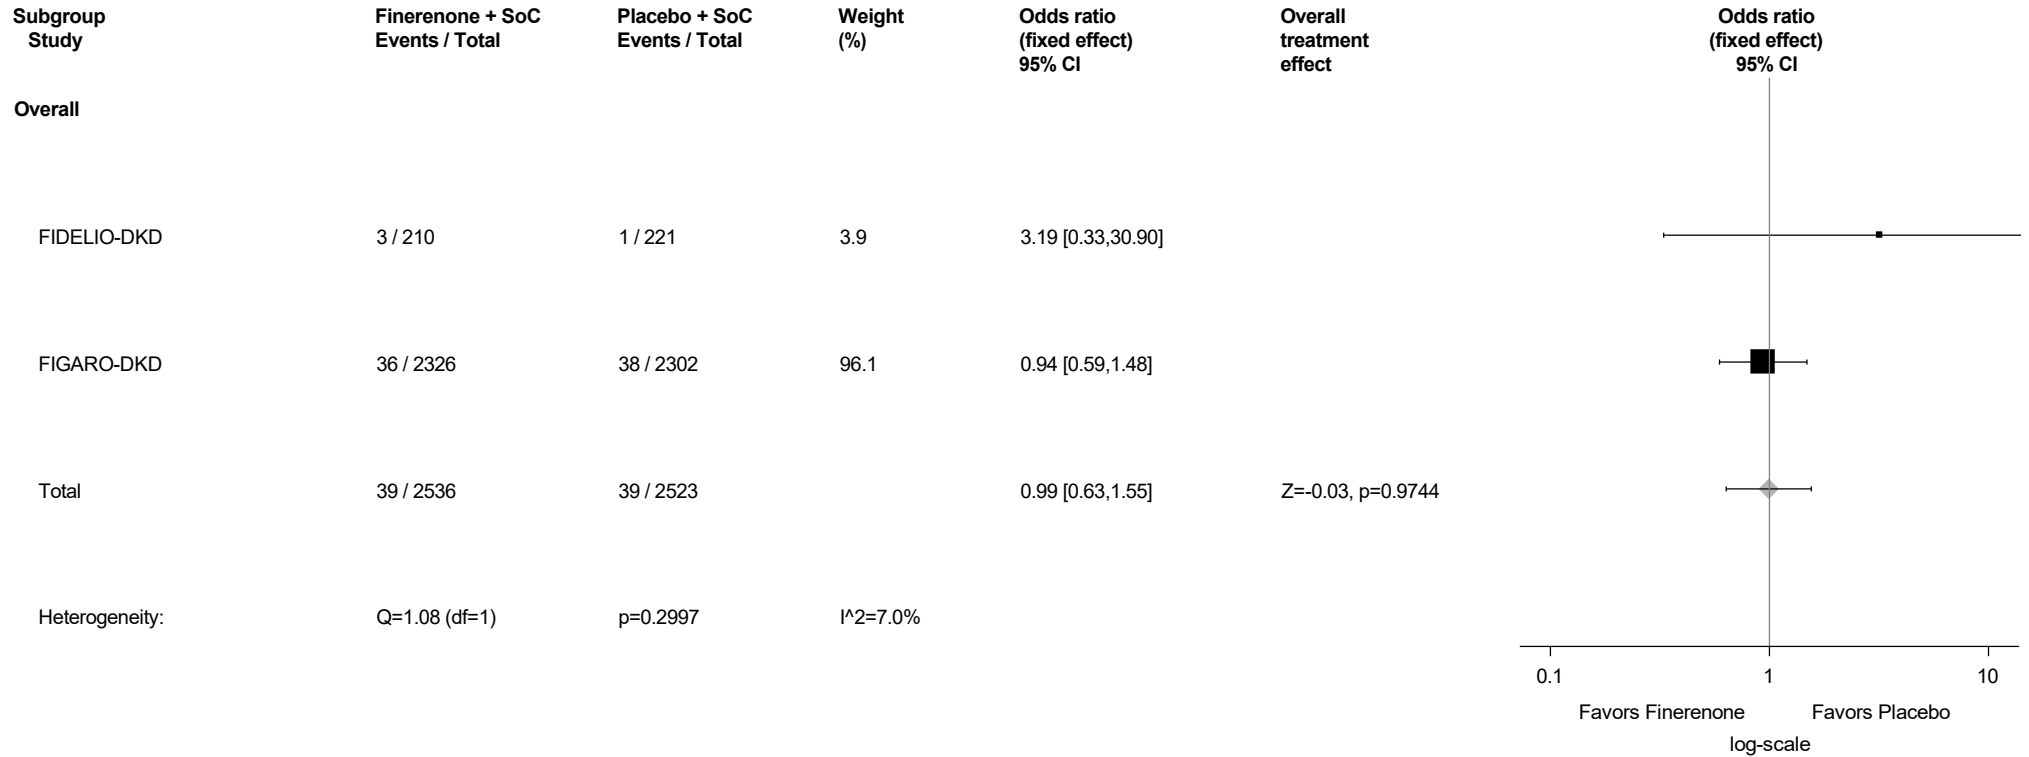 Subgroup Finerenone + SoC Placebo + SoC Weight Odds ratio Overall Odds ratio
Study Events / Total Events / Total (%) (fixed effect) treatment (fixed effect)
95% CI effect 95% CI
Overall
FIDELIO-DKD 3 / 210 1 / 221 3.9 3.19 [0.33,30.90]
FIGARO-DKD 36 / 2326 38 / 2302 96.1 0.94 [0.59,1.48]
Total 39 / 2536 39 / 2523 0.99 [0.63,1.55] Z=-0.03, p=0.9744
Heterogeneity: Q=1.08 (df=1) p=0.2997 I^2=7.0%
0.1 1 10
Favors Finerenone Favors Placebo
log-scale